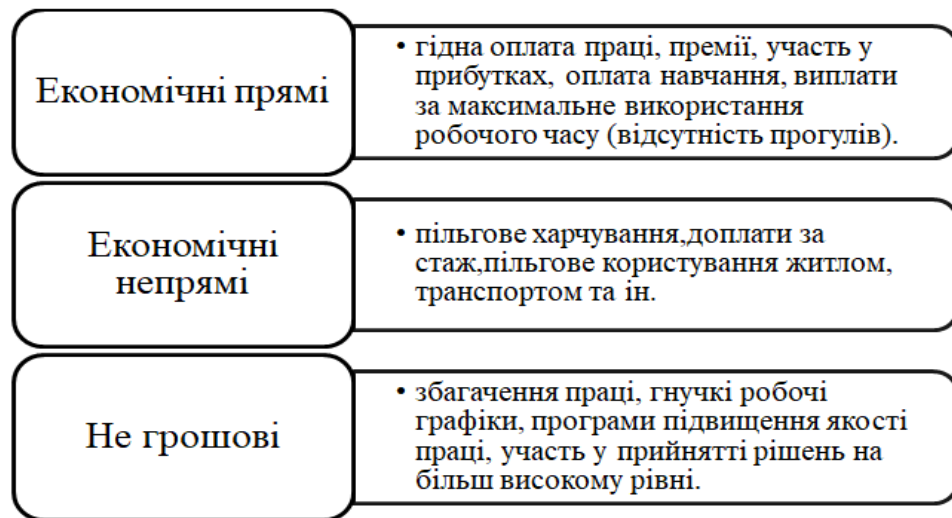 Економічні прямі
• гідна оплата праці, премії, участь у
прибутках, оплата навчання, виплати
за максимальне використання
робочого часу (відсутність прогулів).
Економічні
непрямі
• пільгове харчування,доплати за
стаж,пільгове користування житлом,
транспортом та ін.
Не грошові
• збагачення праці, гнучкі робочі
графіки, програми підвищення якості
праці, участь у прийнятті рішень на
більш високому рівні.